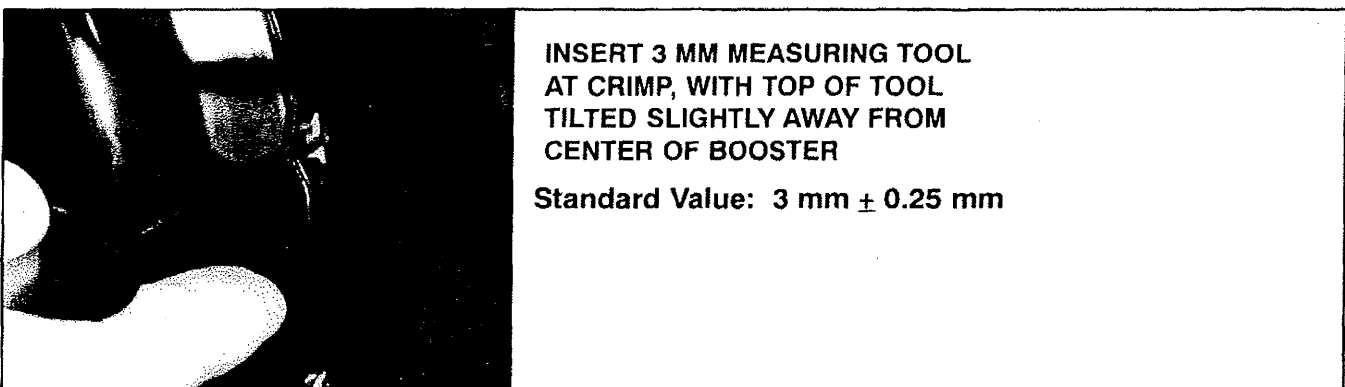 INSERT 3 MM MEASURING TOOL
AT CRIMP, WITH TOP OF TOOL
TILTED SLIGHTLY AWAY FROM
CENTER OF BOOSTER
Standard Value: 3 mm ± 0.25 mm